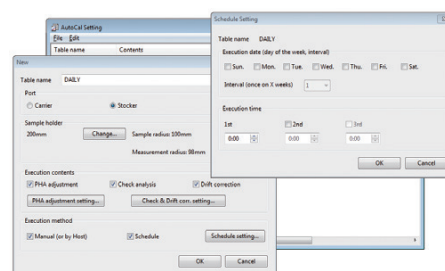 AutoCal Setting
File Edit
Table name Contents
New
Table name DAILY
Port
Carrier Stocker
Sample holder
200mm Change... Sample radius: 100mm
Measurement radius: 98mm
Execution contents
PHA adjustment Check analysis Drift correction
PHA adjustment setting... Check & Drift corr. setting...
Execution method
Manual (or by Host) Schedule Schedule setting...
OK Cancel
Schedule Setting
Table name DAILY
Execution date (day of the week, interval)
Sun. Mon. Tue. Wed. Thu. Fri. Sat.
Interval (once on X weeks) 1
Execution time
1st 2nd 3rd
0:00 0:00 0:00
OK Cancel